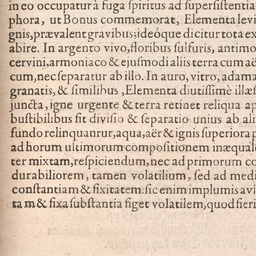 in eo occupatur à fuga spiritus ad superſiſtentia
phora, ut Bonus commemorat, Elementa levi
gnis, prævalent gravibus; ideóque dicitur tota ex
abire. In argento vivo, floribus ſulfuris, antimo
cervini, armoniaco & ejuſmodi aliis terra cum aë
cum, nec ſeparatur ab illo. In auro, vitro, adama
granatis, & ſimilibus, Elementa diutiſſimè illæſ
juncta, igne urgente & terra retinet reliqua ap
buſtibilibus fit diviſio & ſeparatio unius ab ali
fundo relinquanrur, aqua, aër & ignis ſuperiora p
ad horum ultimorum compoſitionem inæqual
ter mixtam, reſpiciendum, nec ad primorum co
durabiliorem, tamen volatilium, ſed ad medi
conſtantiam & fixitatem: ſic enim implumis avi
tam & fixa ſubſtantia figet volatilem, quod fieri